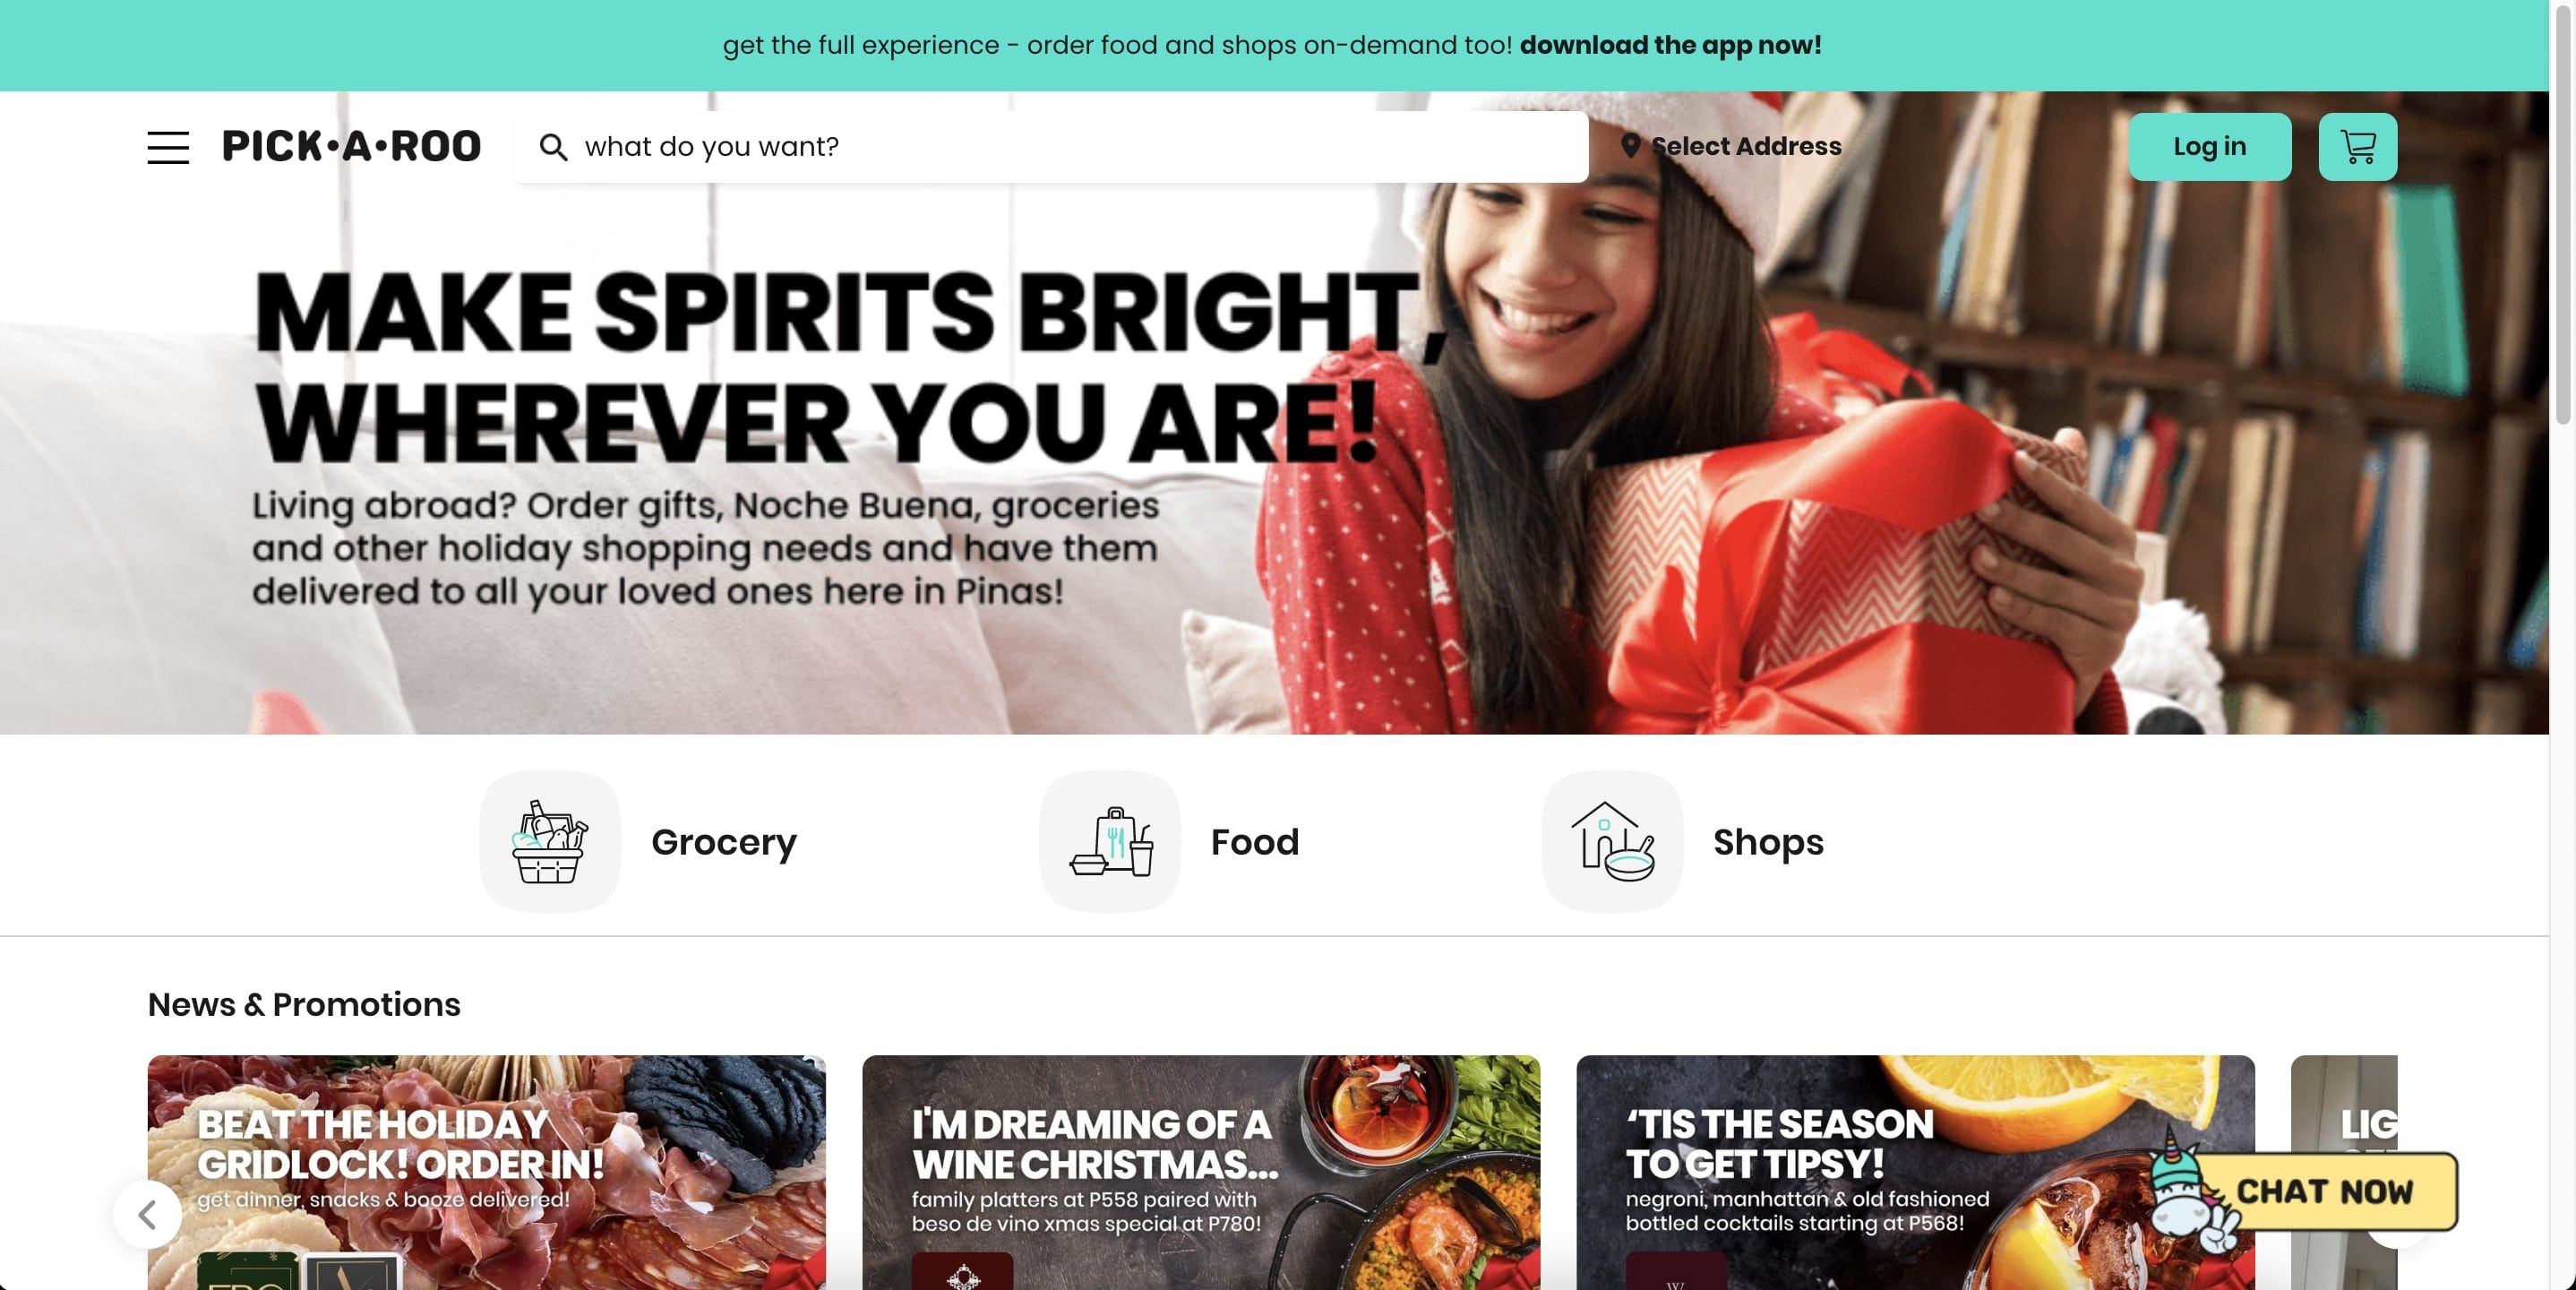 get the full experience - order food and shops on-demand too! download the app now!
PICK•A•ROO
what do you want?
Select Address
Log in
MAKE SPIRITS BRIGHT,
WHEREVER YOU ARE!
Living abroad? Order gifts, Noche Buena, groceries
and other holiday shopping needs and have them
delivered to all your loved ones here in Pinas!
Grocery
Food
Shops
News & Promotions
BEAT THE HOLIDAY
GRIDLOCK! ORDER IN!
get dinner, snacks & booze delivered!
I'M DREAMING OF A
WINE CHRISTMAS...
family platters at P558 paired with
beso de vino xmas special at P780!
‘TIS THE SEASON
TO GET TIPSY!
negroni, manhattan & old fashioned
bottled cocktails starting at P568!
LIG
CHAT NOW